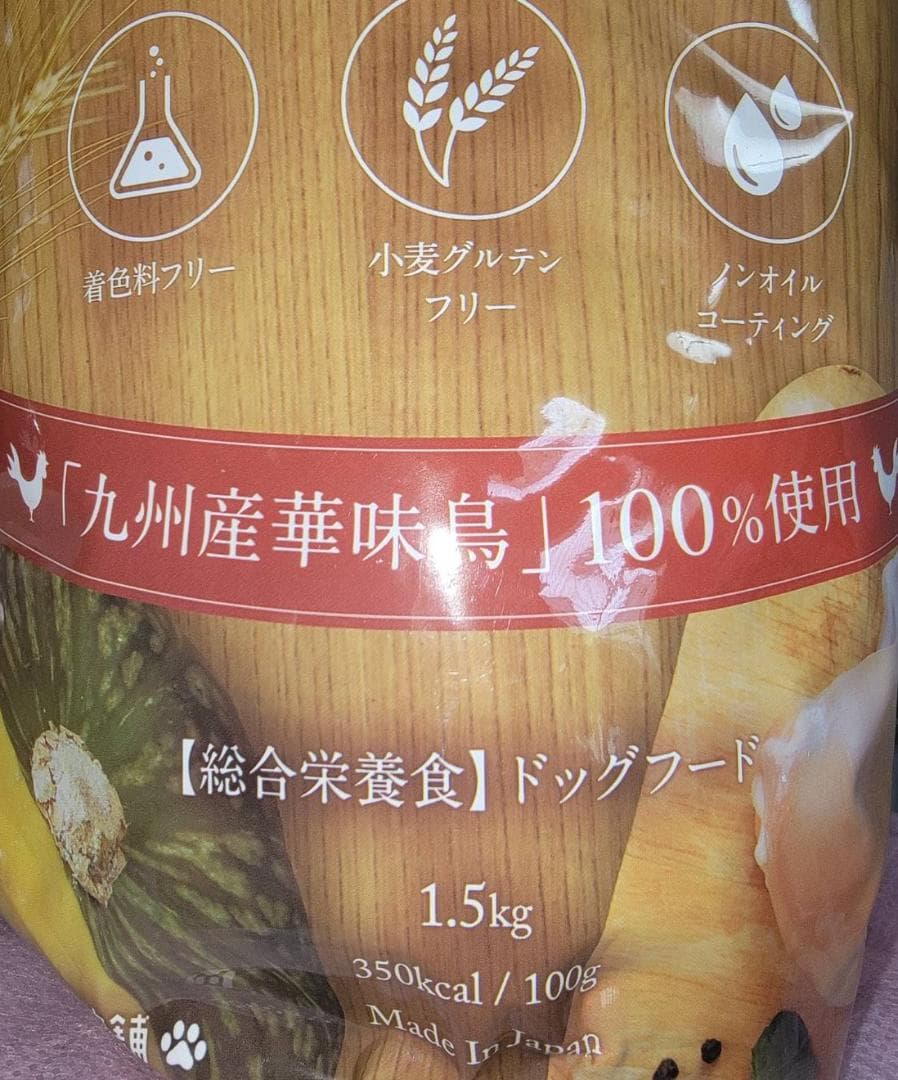 着色料フリー
小麦グルテン
フリー
ノンオイル
コーティング
「九州産華味鳥」100%使用
【総合栄養食】ドッグフード
1.5kg
350kcal / 100g
Made In Japan
舗